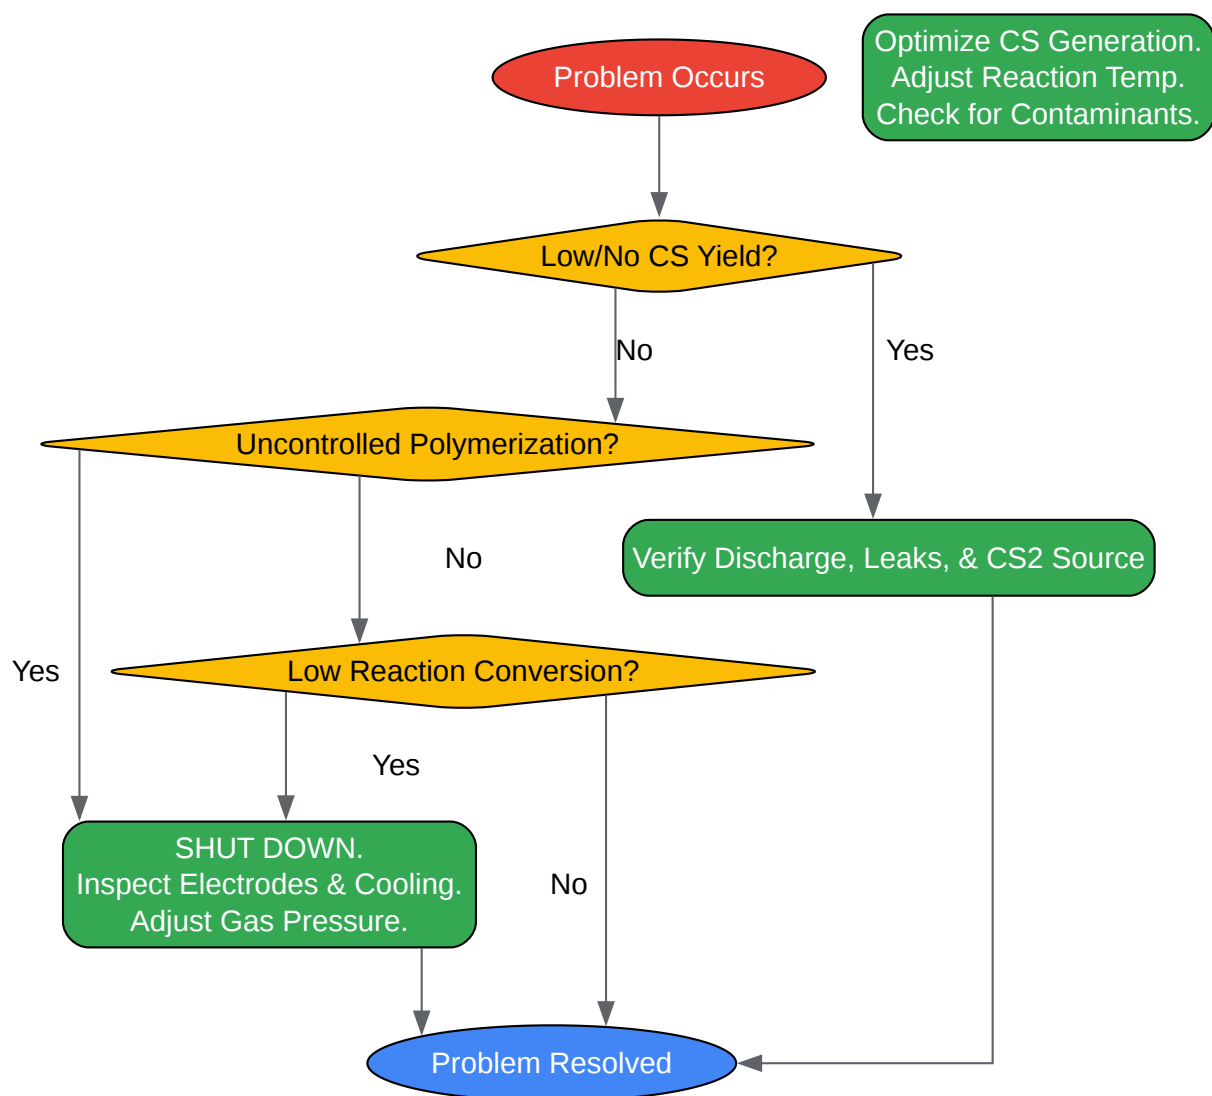 Problem Occurs
Optimize CS Generation.
Adjust Reaction Temp.
Check for Contaminants.
Low/No CS Yield?
No
Yes
Uncontrolled Polymerization?
No
Verify Discharge, Leaks, & CS2 Source
Yes
Low Reaction Conversion?
Yes
SHUT DOWN.
Inspect Electrodes & Cooling.
Adjust Gas Pressure.
No
Problem Resolved